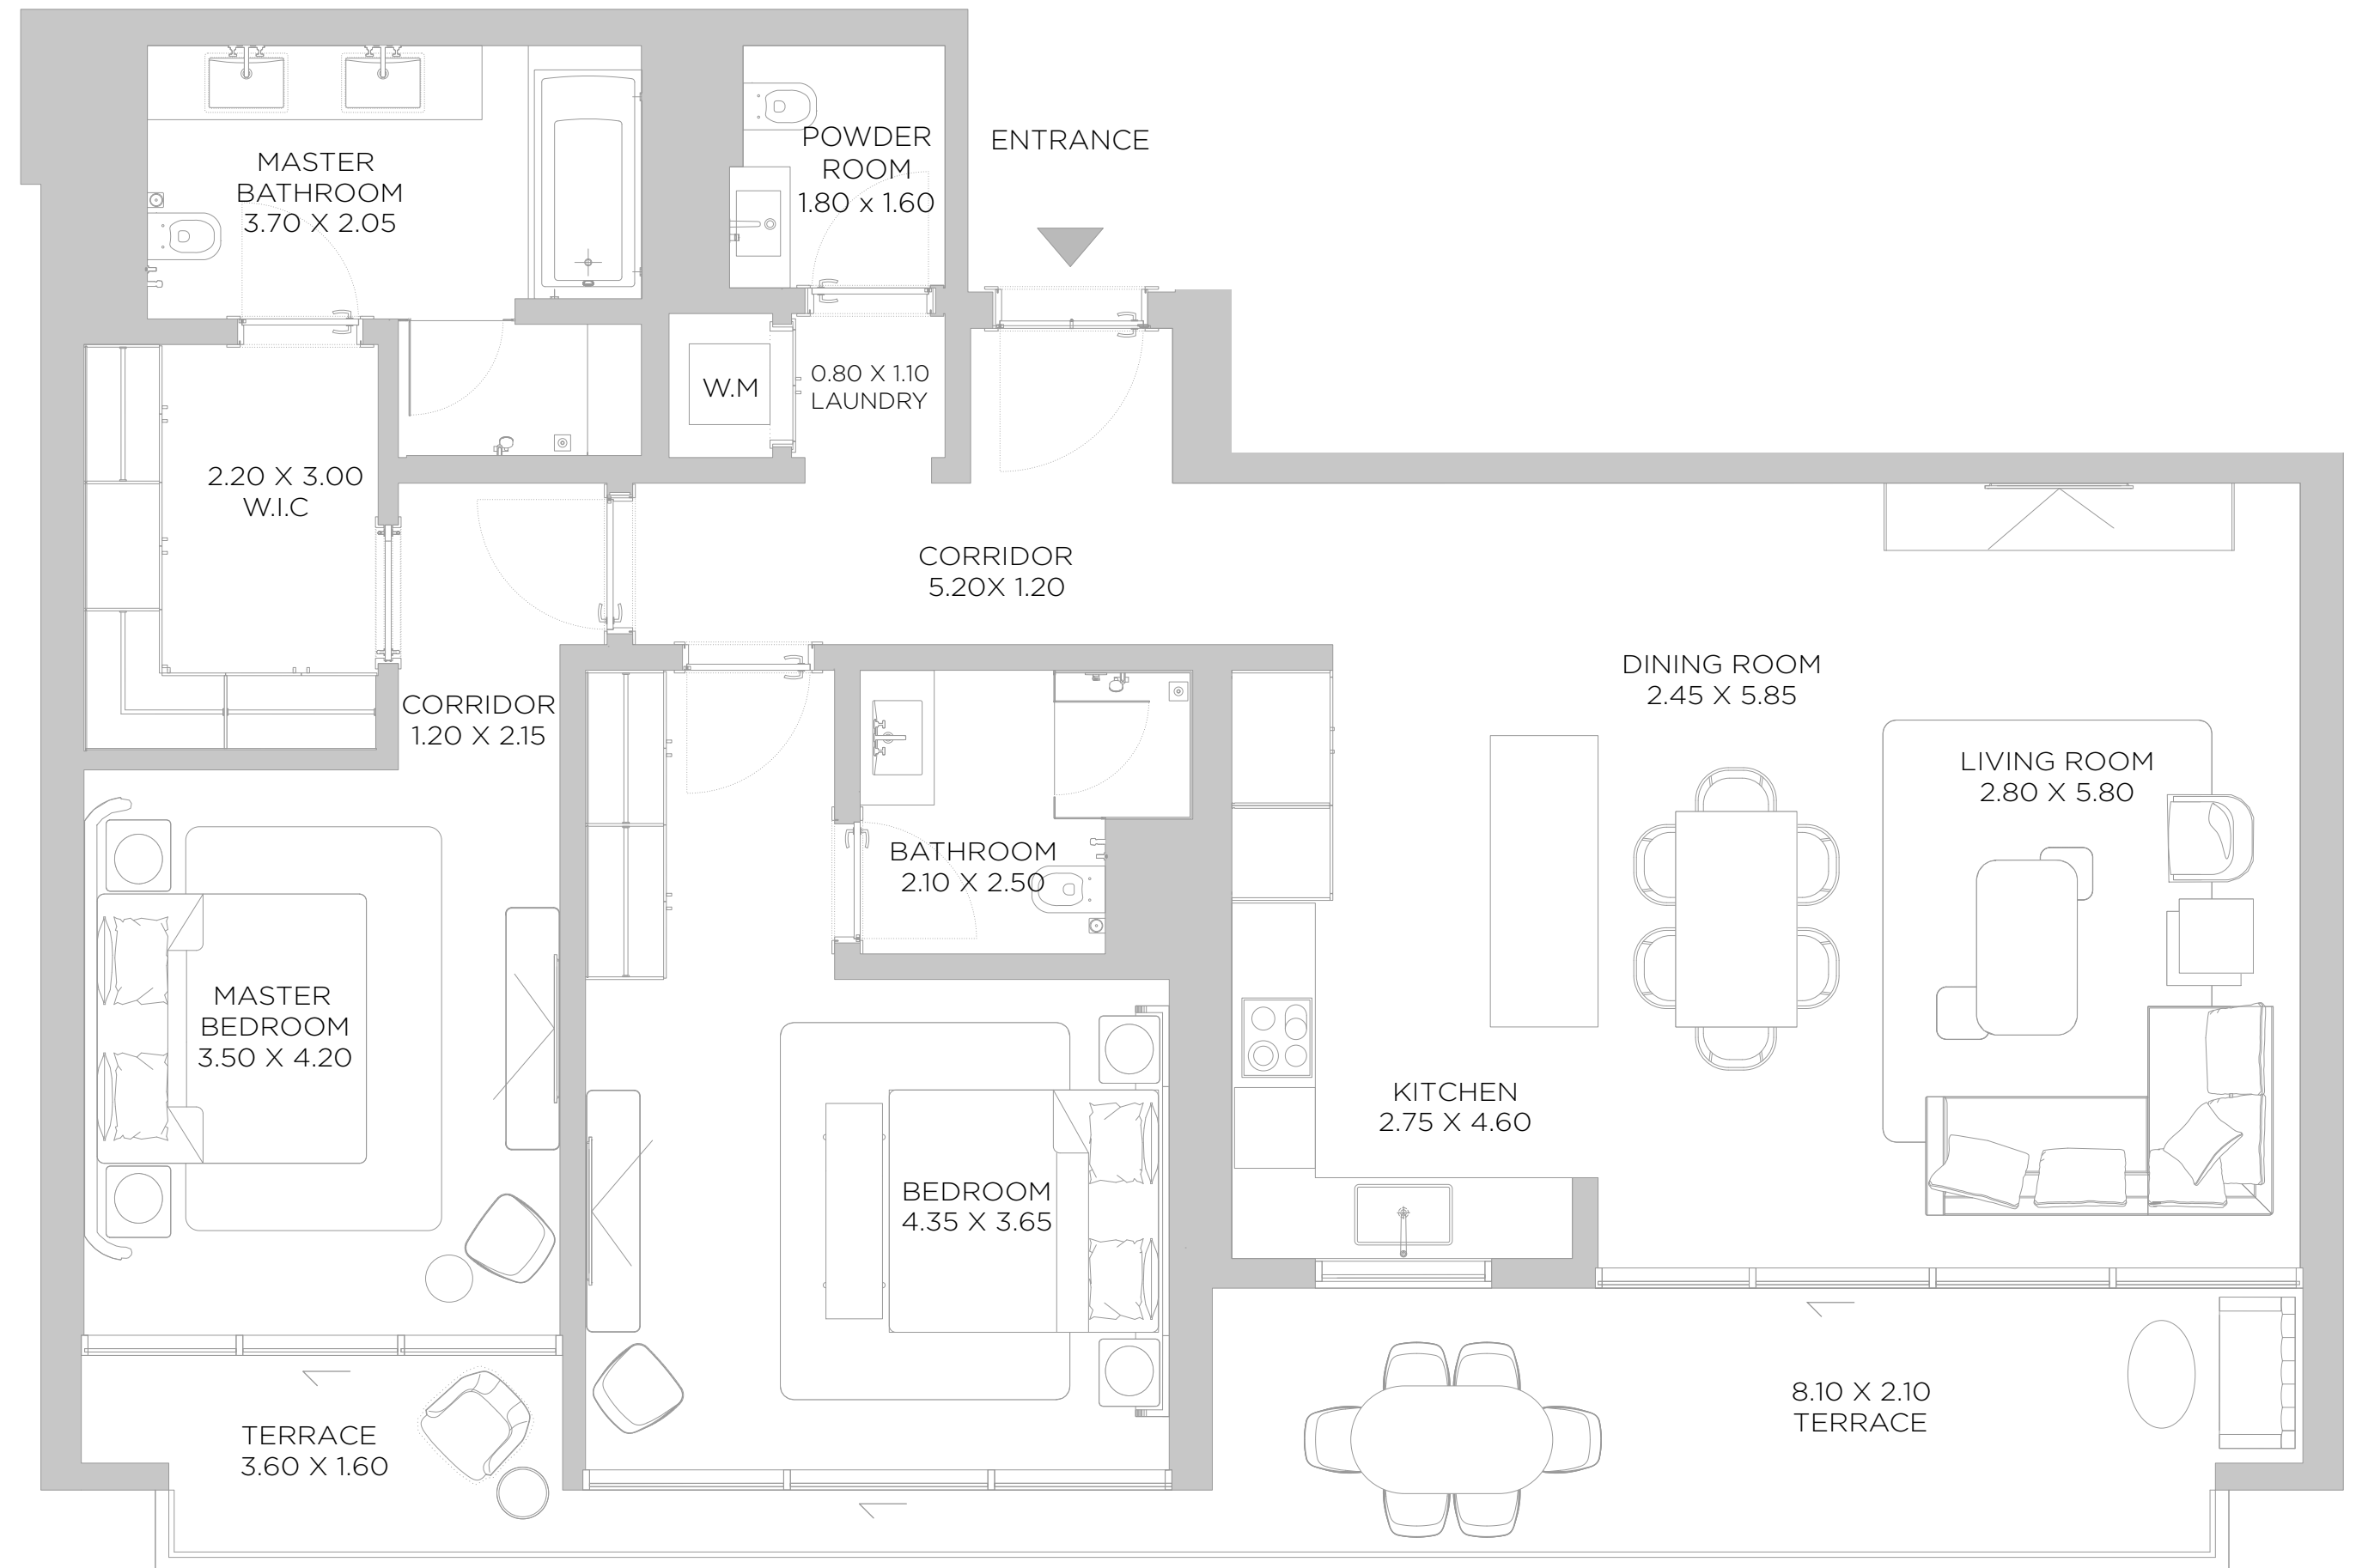 MASTER
BATHROOM
3.70 X 2.05
POWDER
ROOM
1.80 x 1.60
ENTRANCE
W.M
0.80 X 1.10
LAUNDRY
2.20 X 3.00
W.I.C
CORRIDOR
5.20X 1.20
CORRIDOR
1.20 X 2.15
DINING ROOM
2.45 X 5.85
LIVING ROOM
2.80 X 5.80
BATHROOM
2.10 X 2.50
MASTER
BEDROOM
3.50 X 4.20
KITCHEN
2.75 X 4.60
BEDROOM
4.35 X 3.65
TERRACE
3.60 X 1.60
8.10 X 2.10
TERRACE